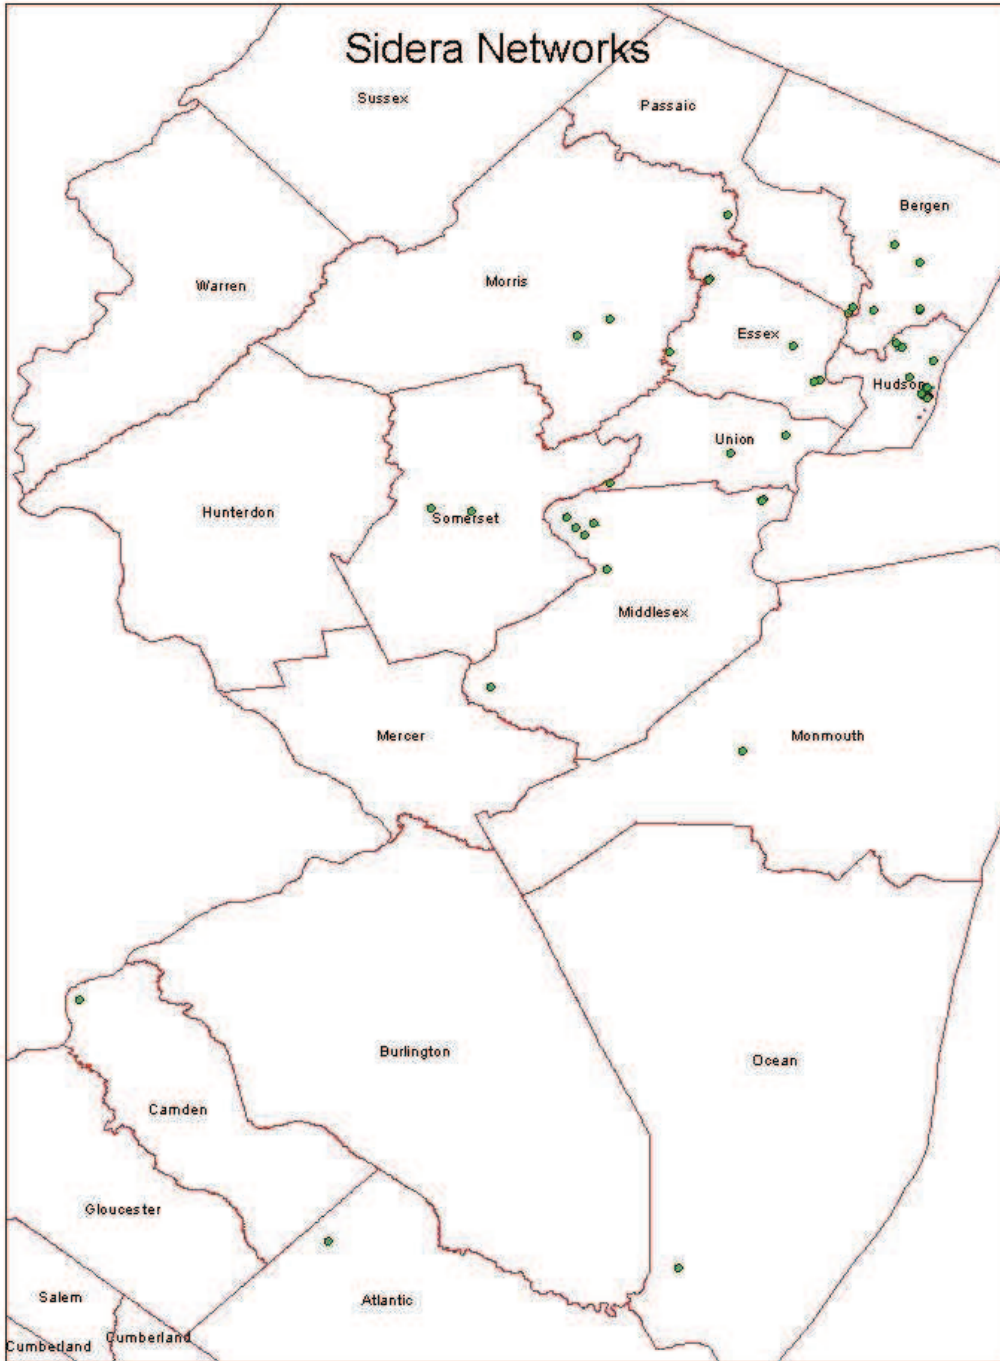 Sidera Networks
Sussex
Passaic
Bergen
Warren
Morris
Essex
Hudson
Union
Hunterdon
Somerset
Middlesex
Mercer
Monmouth
Burlington
Ocean
Camden
Gloucester
Salem
Atlantic
Cumberland
Cumberland